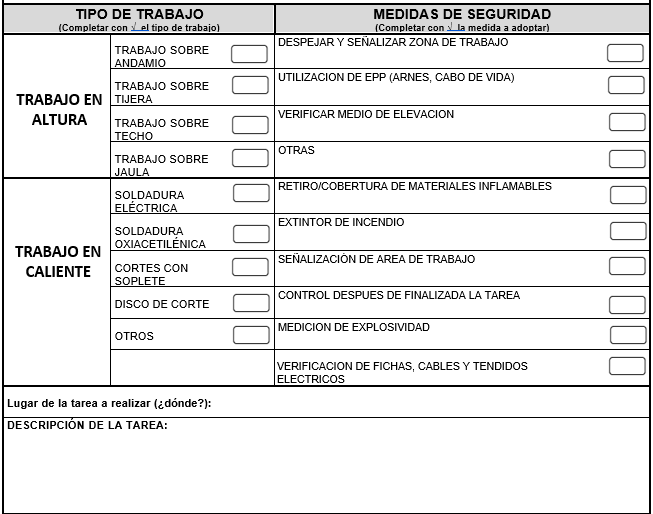 TIPO DE TRABAJO
(Completar con √ el tipo de trabajo)
MEDIDAS DE SEGURIDAD
(Completar con √ la medida a adoptar)
TRABAJO EN
ALTURA
TRABAJO SOBRE
ANDAMIO
DESPEJAR Y SEÑALIZAR ZONA DE TRABAJO
TRABAJO SOBRE
TIJERA
UTILIZACION DE EPP (ARNES, CABO DE VIDA)
TRABAJO SOBRE
TECHO
VERIFICAR MEDIO DE ELEVACION
TRABAJO SOBRE
JAULA
OTRAS
TRABAJO EN
CALIENTE
SOLDADURA
ELÉCTRICA
RETIRO/COBERTURA DE MATERIALES INFLAMABLES
SOLDADURA
OXIACETILÉNICA
EXTINTOR DE INCENDIO
CORTES CON
SOPLETE
SEÑALIZACIÓN DE AREA DE TRABAJO
DISCO DE CORTE
CONTROL DESPUES DE FINALIZADA LA TAREA
OTROS
MEDICION DE EXPLOSIVIDAD
VERIFICACION DE FICHAS, CABLES Y TENDIDOS
ELECTRICOS
Lugar de la tarea a realizar (¿dónde?):
DESCRIPCIÓN DE LA TAREA: